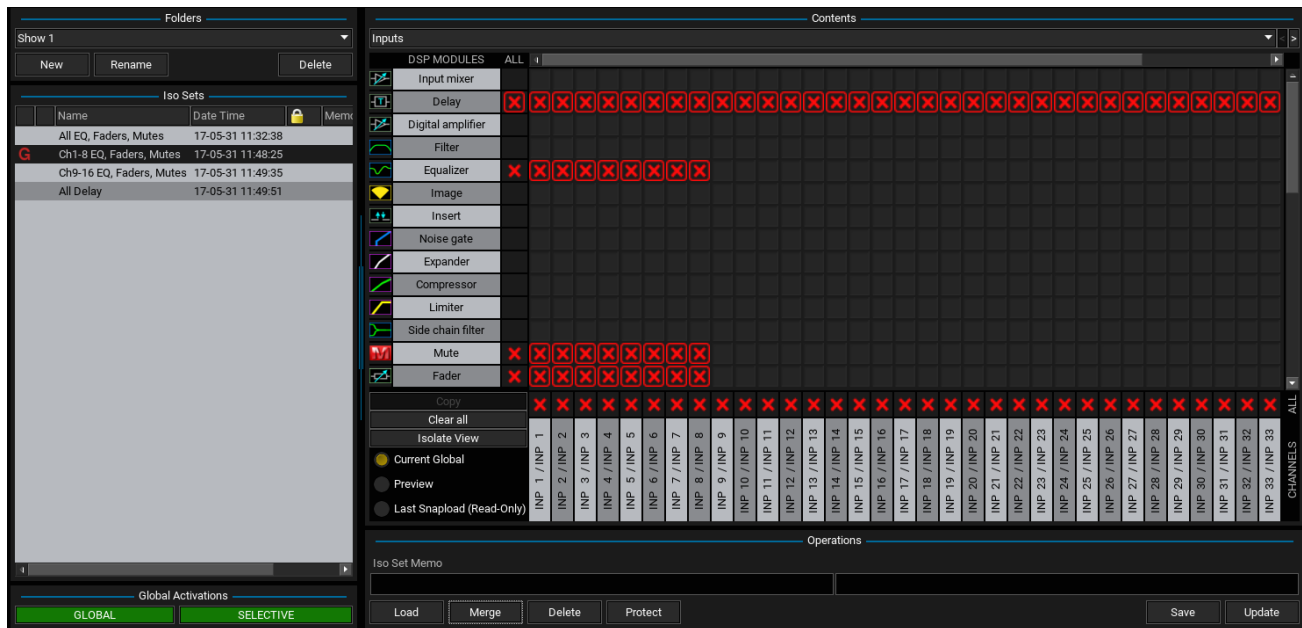 Folders
Show 1
New Rename Delete
Iso Sets
Name Date Time Memo
All EQ, Faders, Mutes 17-05-31 11:32:38
G Ch1-8 EQ, Faders, Mutes 17-05-31 11:48:25
Ch9-16 EQ, Faders, Mutes 17-05-31 11:49:35
All Delay 17-05-31 11:49:51
Global Activations
GLOBAL SELECTIVE
Contents
Inputs
DSP MODULES ALL
Input mixer
Delay
Digital amplifier
Filter
Equalizer
Image
Insert
Noise gate
Expander
Compressor
Limiter
Side chain filter
M Mute
Fader
Copy
Clear all
Isolate View
Current Global
Preview
Last Snapload (Read-Only)
INP 1 / INP 1
INP 2 / INP 2
INP 3 / INP 3
INP 4 / INP 4
INP 5 / INP 5
INP 6 / INP 6
INP 7 / INP 7
INP 8 / INP 8
INP 9 / INP 9
INP 10 / INP 10
INP 11 / INP 11
INP 12 / INP 12
INP 13 / INP 13
INP 14 / INP 14
INP 15 / INP 15
INP 16 / INP 16
INP 17 / INP 17
INP 18 / INP 18
INP 19 / INP 19
INP 20 / INP 20
INP 21 / INP 21
INP 22 / INP 22
INP 23 / INP 23
INP 24 / INP 24
INP 25 / INP 25
INP 26 / INP 26
INP 27 / INP 27
INP 28 / INP 28
INP 29 / INP 29
INP 30 / INP 30
INP 31 / INP 31
INP 32 / INP 32
INP 33 / INP 33
CHANNELS ALL
Operations
Iso Set Memo
Load Merge Delete Protect Save Update